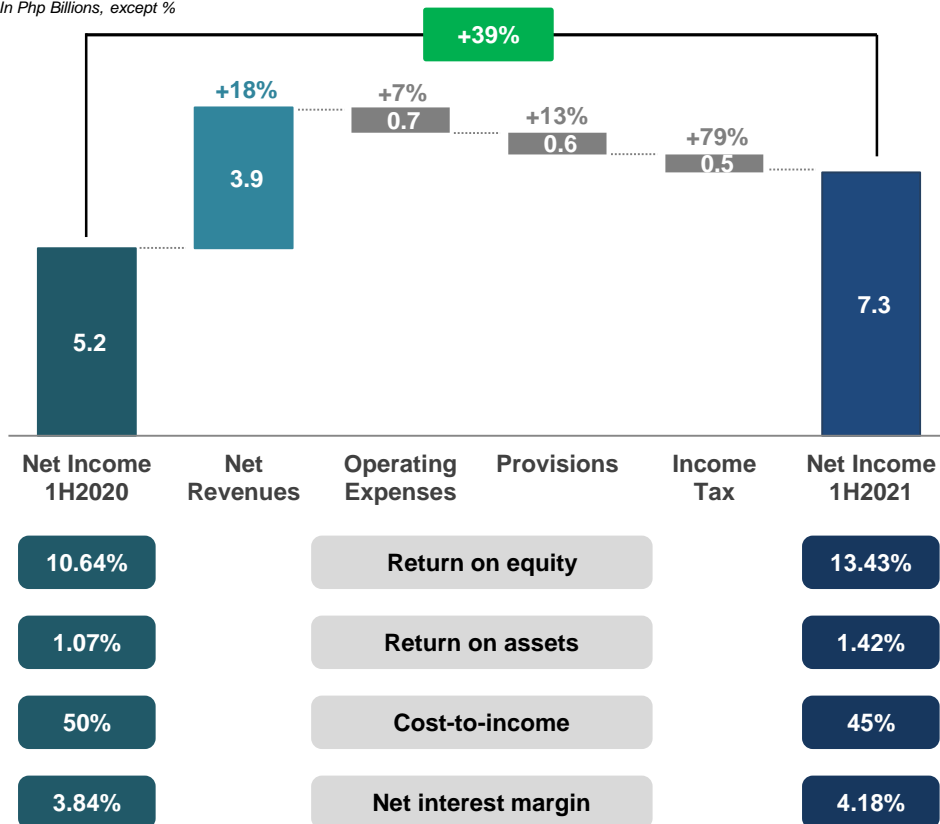 In Php Billions, except %
+39%
+18%
+7%
+13%
+79%
0.7
0.6
0.5
3.9
5.2
7.3
Net Income Net Operating Provisions Income Net Income
1H2020 Revenues Expenses Tax 1H2021
10.64% Return on equity 13.43%
1.07% Return on assets 1.42%
50% Cost-to-income 45%
3.84% Net interest margin 4.18%